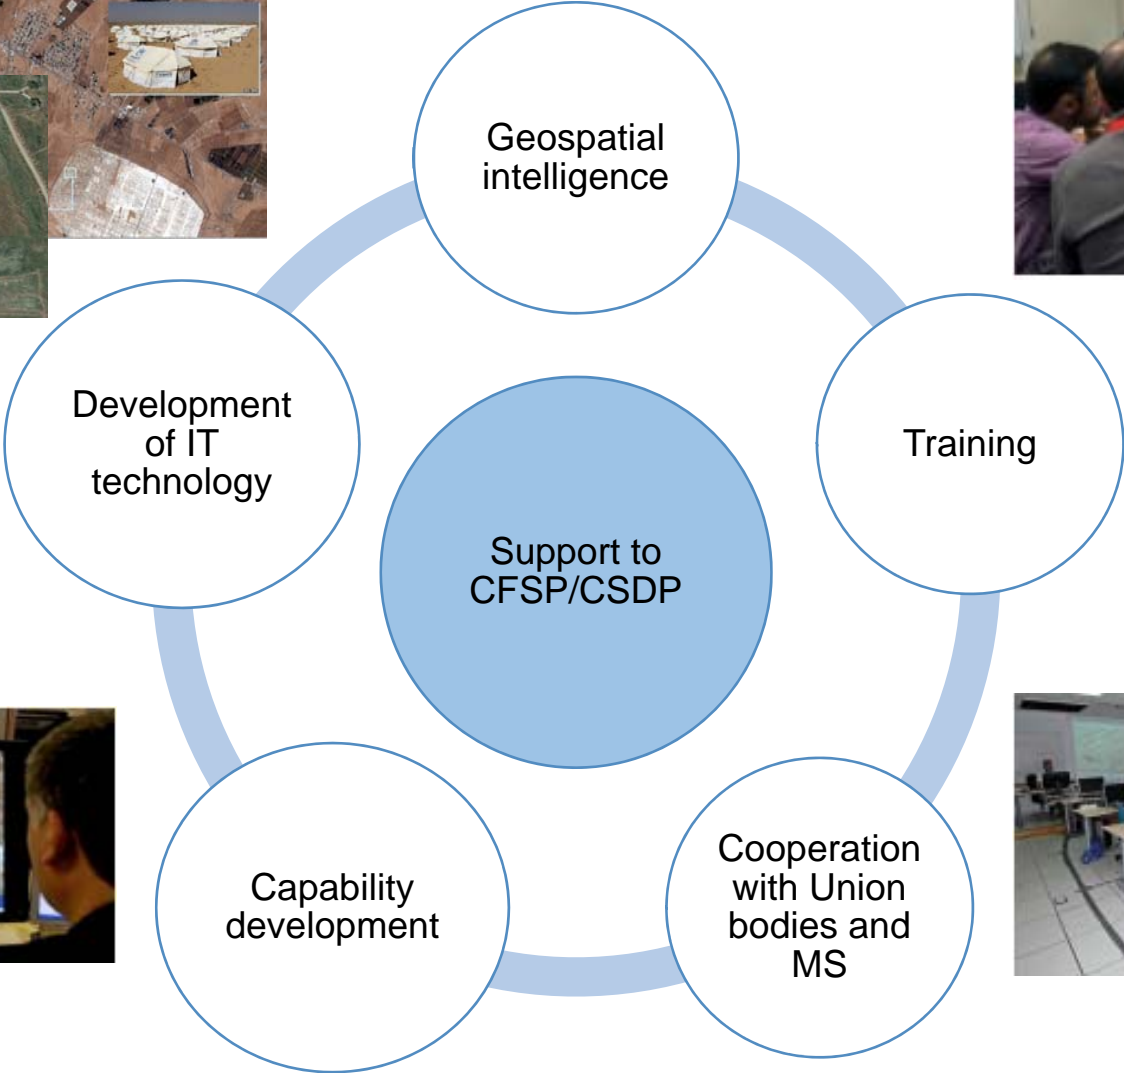 Geospatial
intelligence
Training
Cooperation
with Union
bodies and
MS
Capability
development
Development
of IT
technology
Support to
CFSP/CSDP